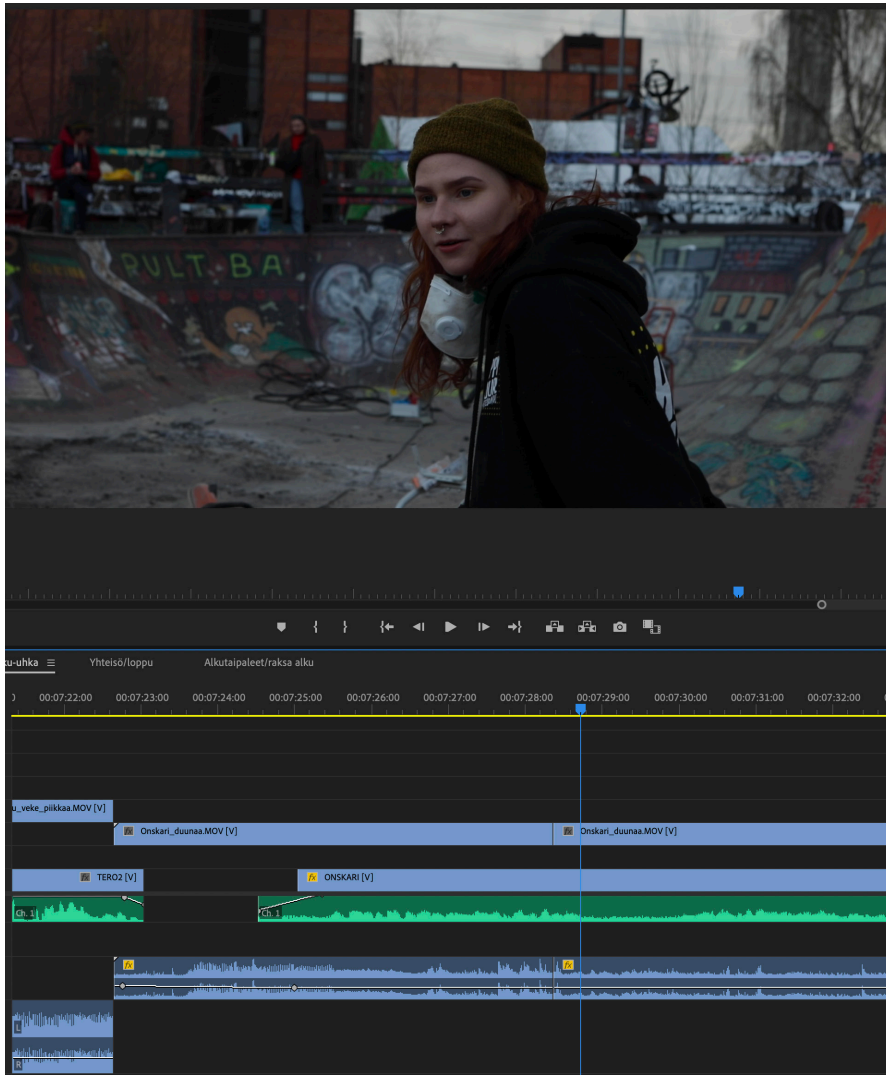 RULT BA
ku-uhka
Yhteisö/loppu
Alkutaipaleet/raksa alku
00:07:22:00
00:07:23:00
00:07:24:00
00:07:25:00
00:07:26:00
00:07:27:00
00:07:28:00
00:07:29:00
00:07:30:00
00:07:31:00
00:07:32:00
u_veke_piikkaa.MOV [V]
fx Onskari_duunaa.MOV [V]
fx Onskari_duunaa.MOV [V]
fx TERO2 [V]
fx ONSKARI [V]
Ch. 1
Ch. 1
fx
fx
L
R